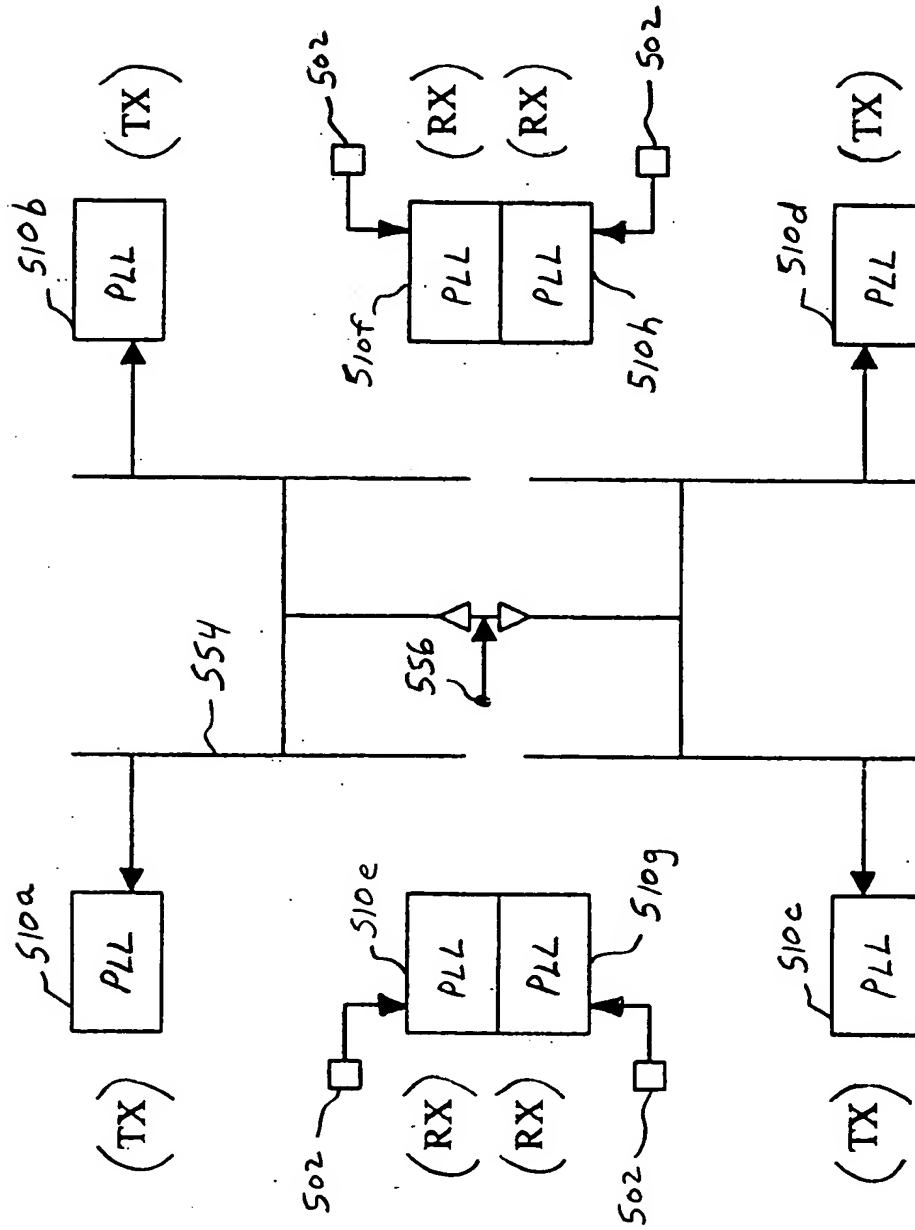 510a
PLL
(TX)
554
510b
PLL
(TX)
502
510e
PLL
(RX)
PLL
(RX)
510g
502
556
502
510f
PLL
(RX)
PLL
(RX)
510h
502
510c
PLL
(TX)
510d
PLL
(TX)